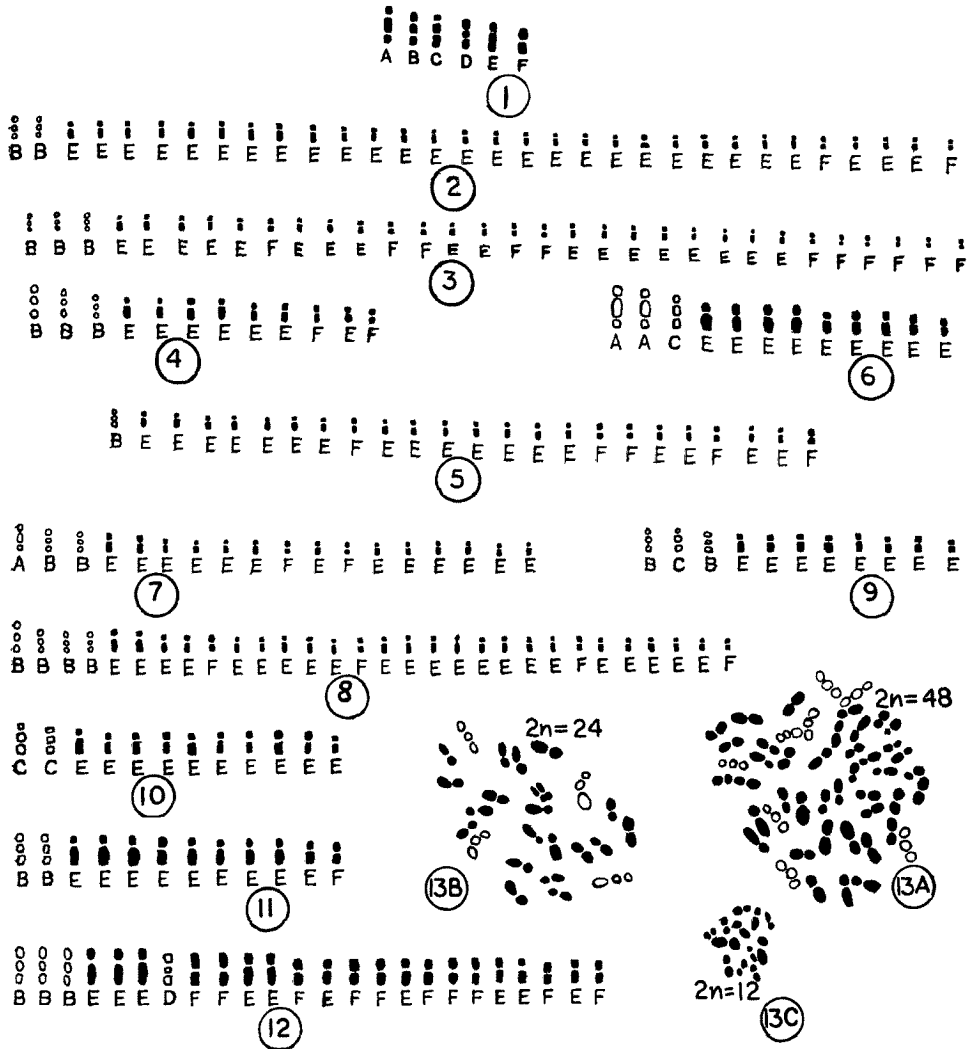 A B C D E F
1
B B E E E E E E E E E E E E E E E E E E E E E E E E E F E E E F
2
B B B E E E E E F E E E F F E E F F E E E E E E E E F F F F F F
3
B B B E E E E E E F E F
4
A A C E E E E E E E E E
6
B E E E E E E E F E E E E E E E F F E E F E E F
5
A B B E E E E E E F E F E E E E E E
7
B C B E E E E E E E E
9
B B B B E E E E F E E E E E F E E E E E E E E F E E E E E F
8
C C E E E E E E E E E E
10
B B E E E E E E E E E F
11
B B B E E E D F F E E F E F F E F F F E E F E F
12
2n=24
13B
2n=48
13A
2n=12
13C